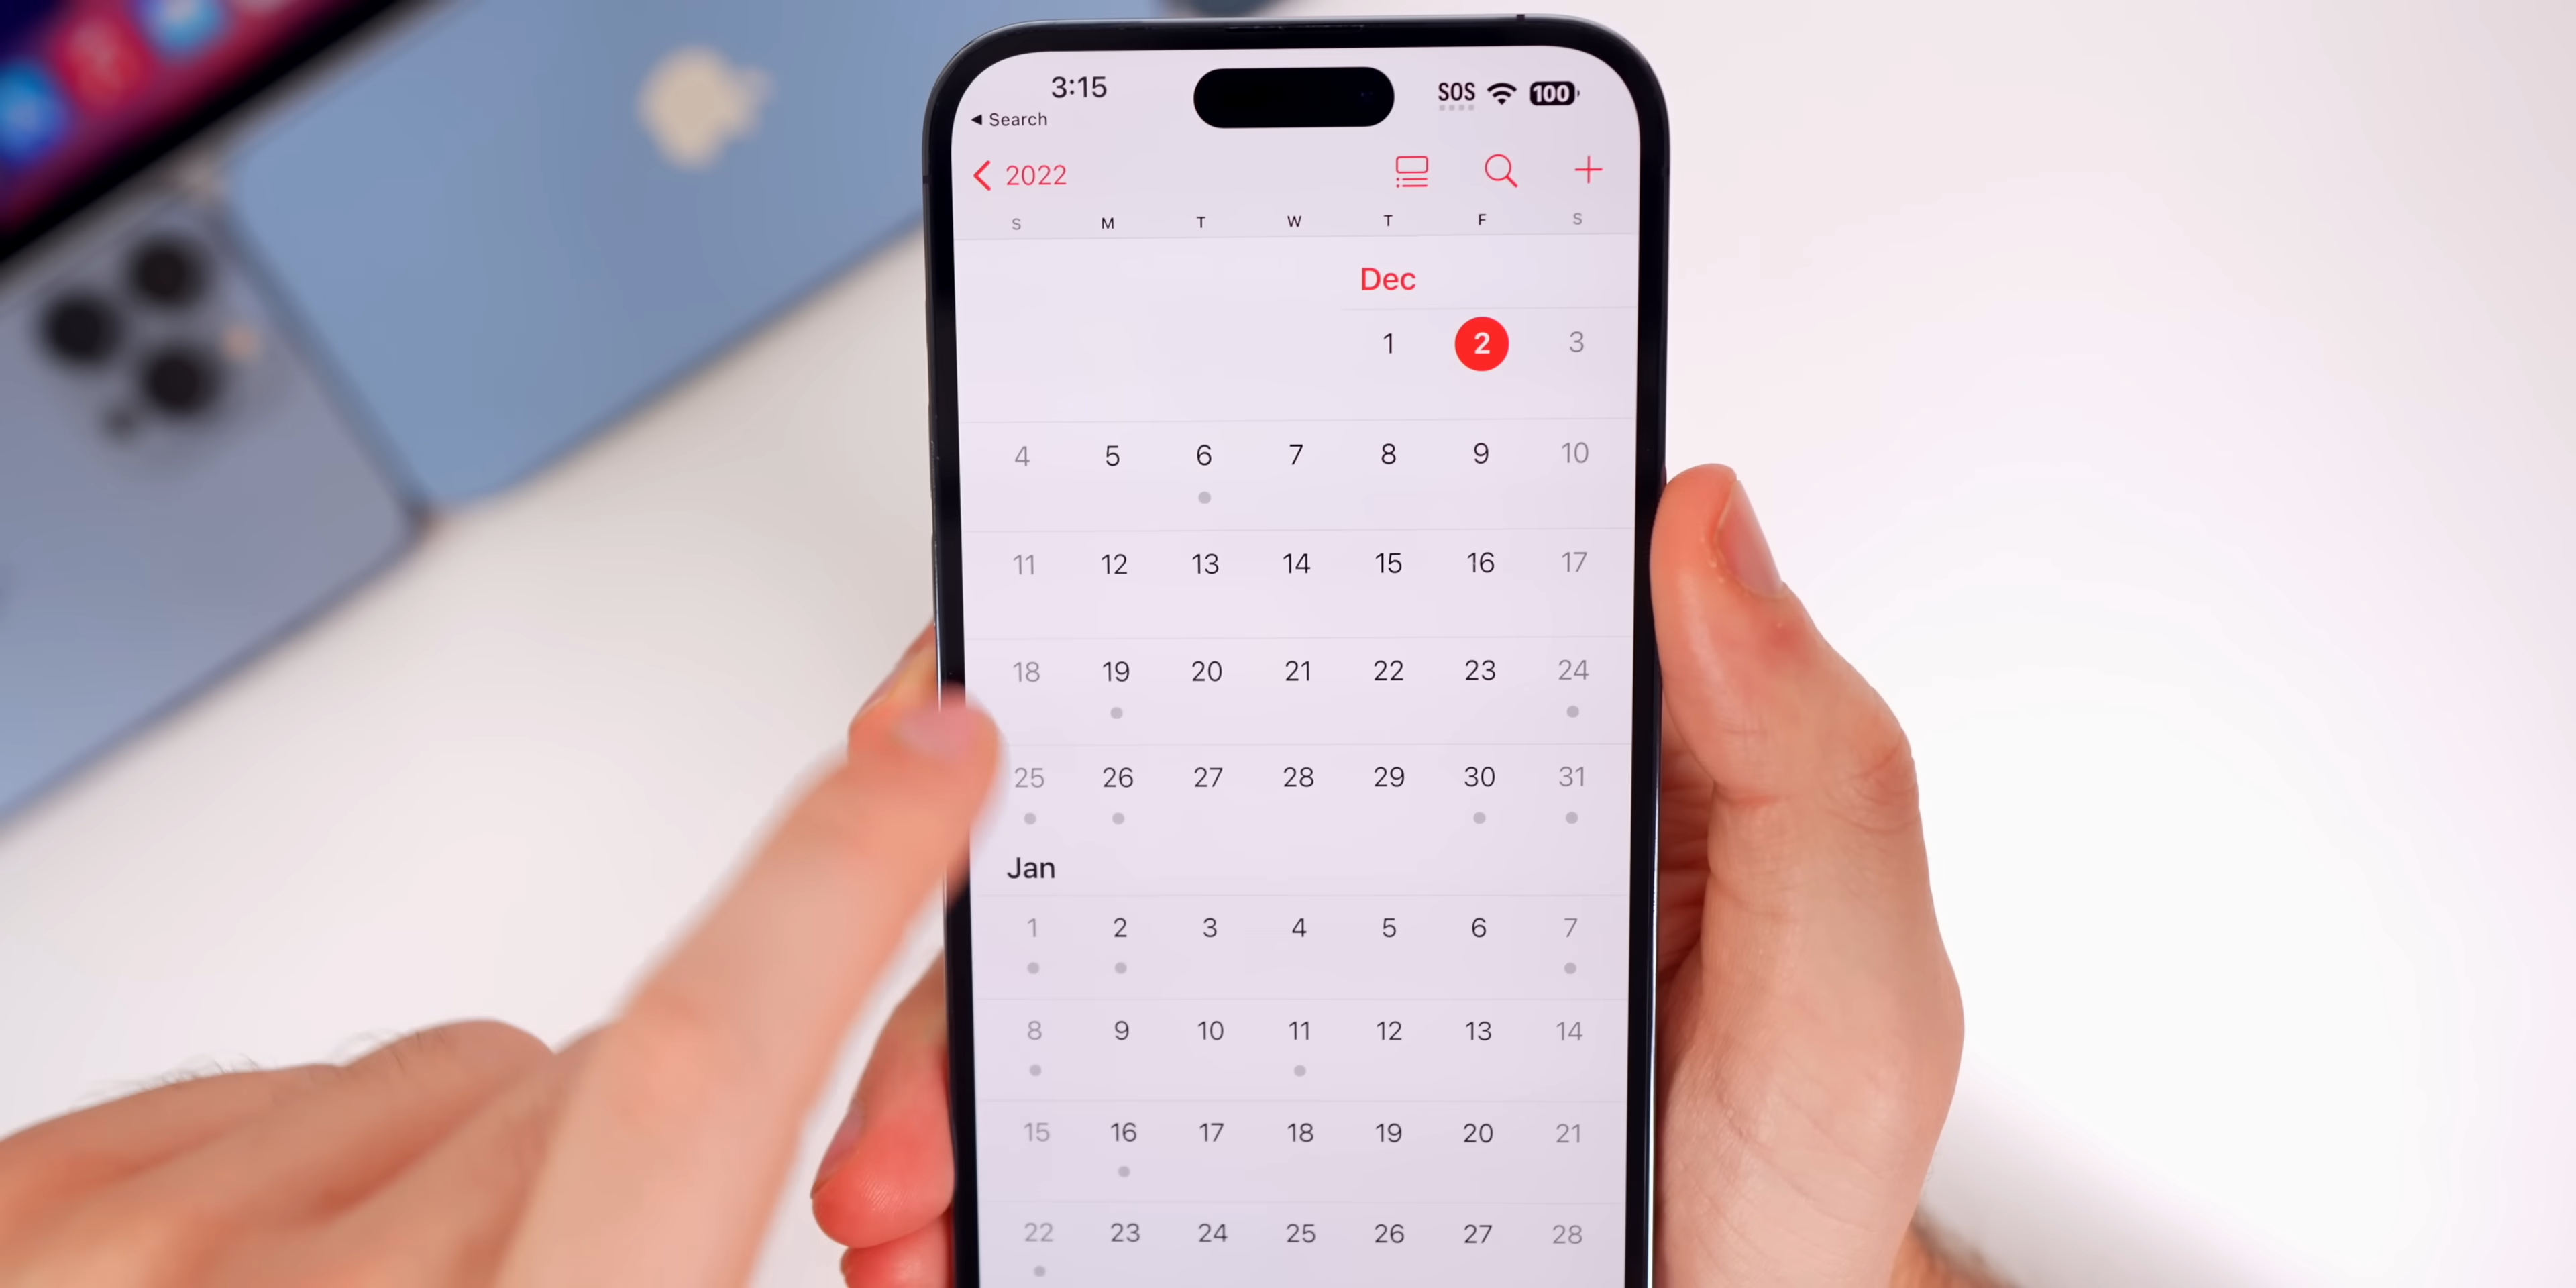 3:15 SOS 100
◀ Search
2022
S M T W T F S
Dec
1 2 3
4 5 6 7 8 9 10
11 12 13 14 15 16 17
18 19 20 21 22 23 24
25 26 27 28 29 30 31
Jan
1 2 3 4 5 6 7
8 9 10 11 12 13 14
15 16 17 18 19 20 21
22 23 24 25 26 27 28